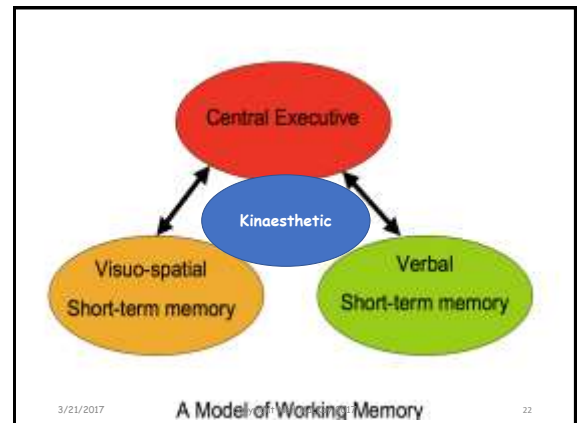 Central Executive
Kinaesthetic
Visuo-spatial
Short-term memory
Verbal
Short-term memory
3/21/2017
A Model of Working Memory
22